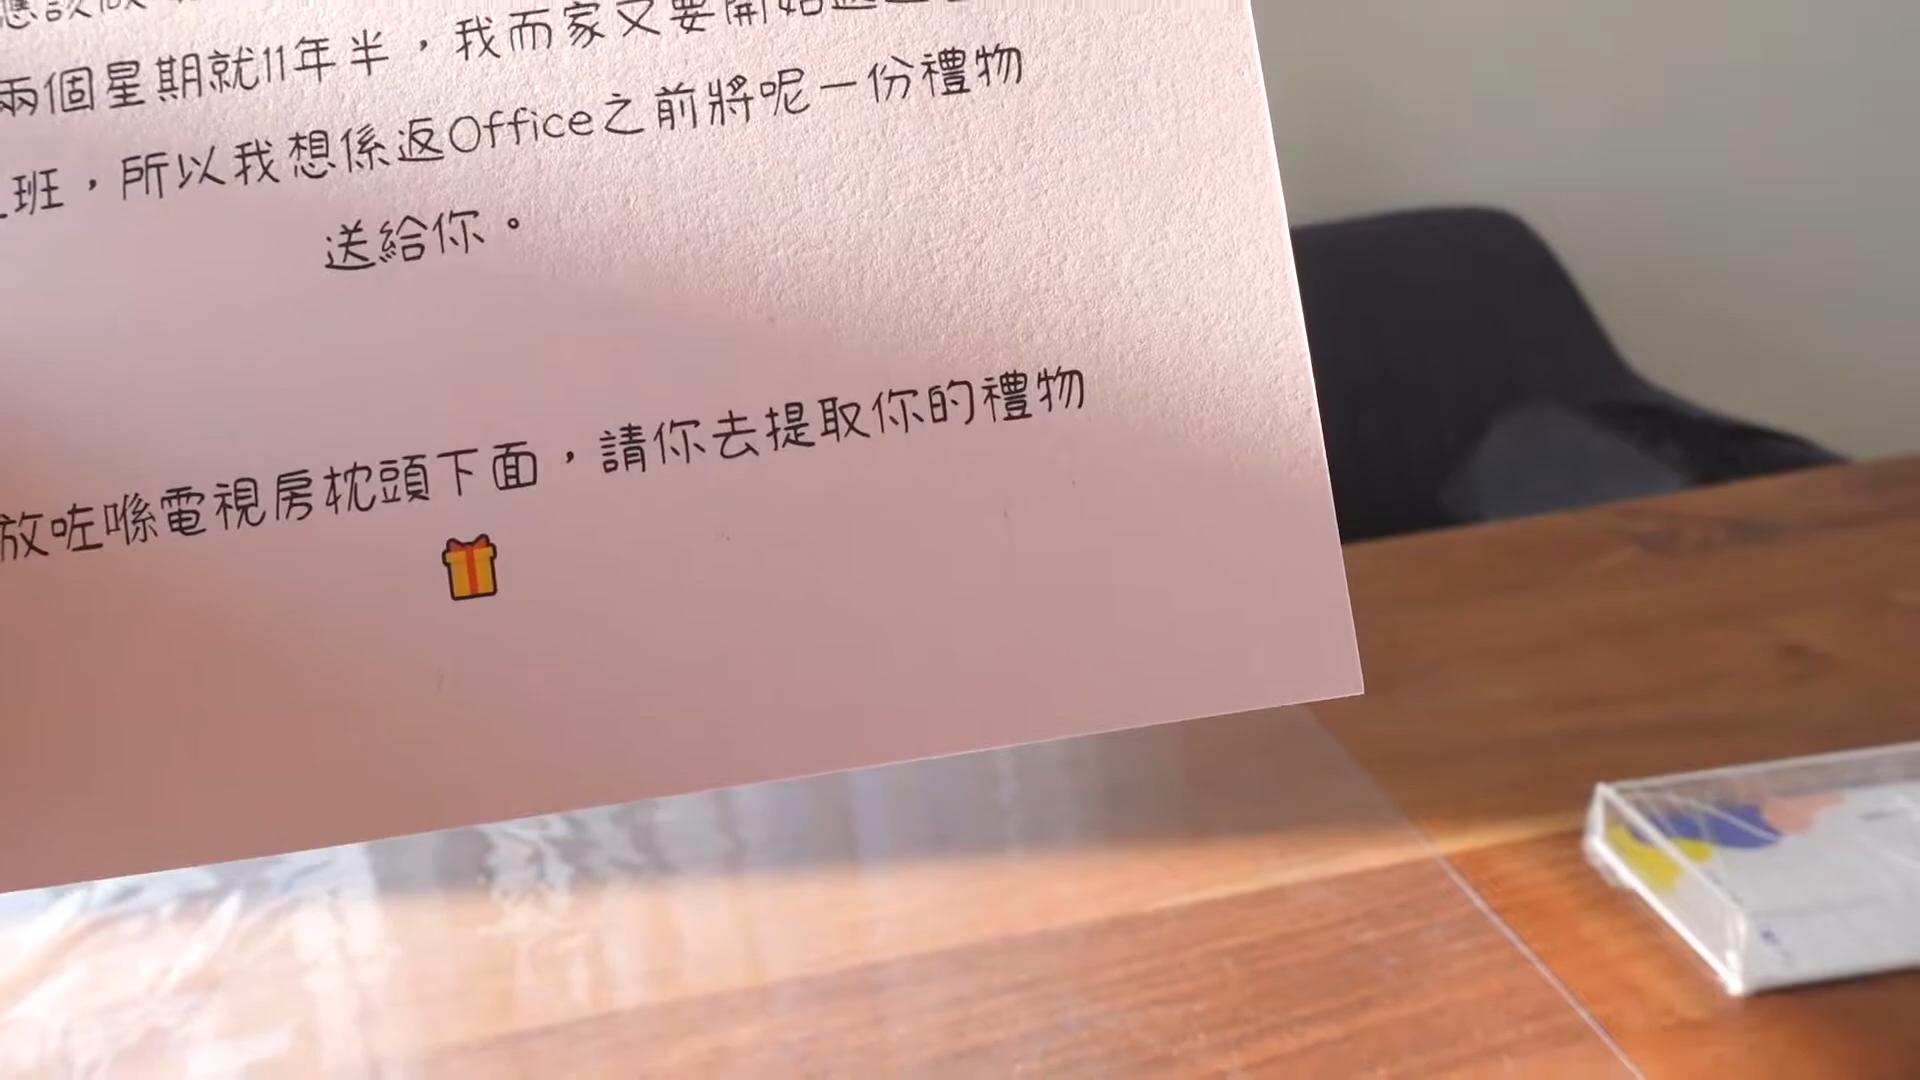 兩個星期就11年半，我而家又要開始
班，所以我想係返Office之前將呢一份禮物
送給你。
放咗喺電視房枕頭下面，請你去提取你的禮物